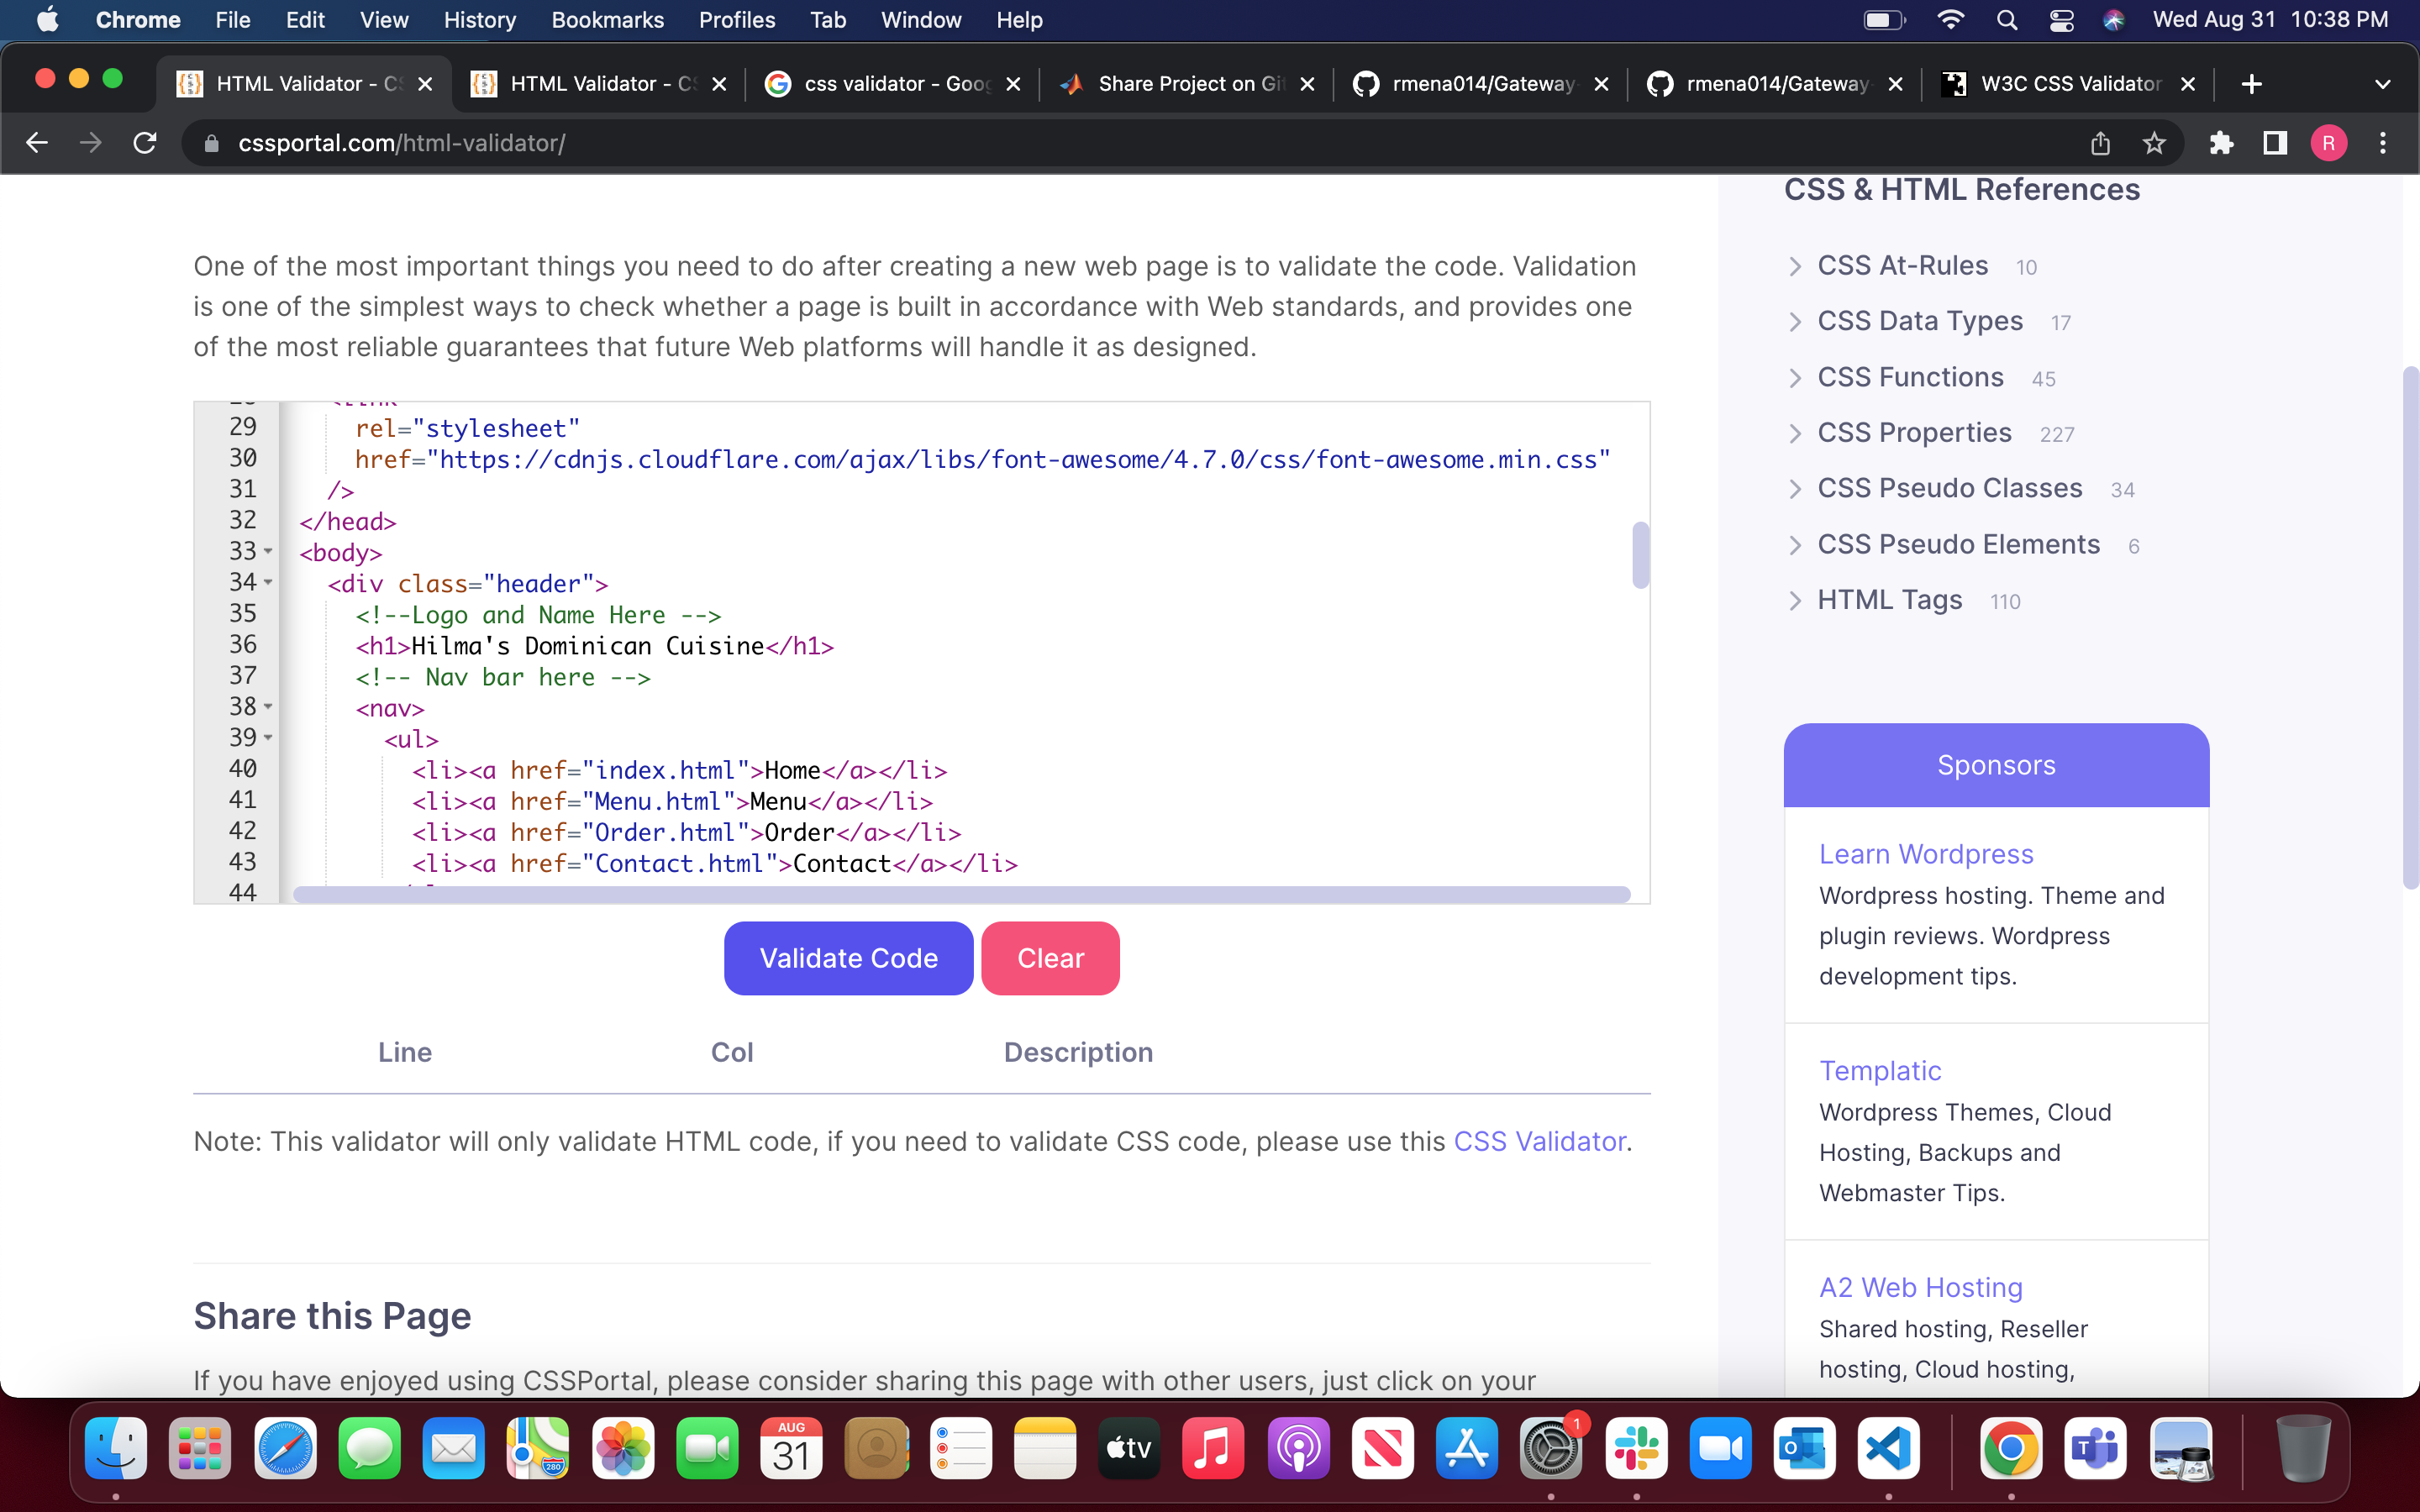 Chrome File Edit View History Bookmarks Profiles Tab Window Help Wed Aug 31 10:38 PM
HTML Validator - CS HTML Validator - CS css validator - Goog Share Project on Git rmena014/Gateway- rmena014/Gateway- W3C CSS Validator
cssportal.com/html-validator/ R
One of the most important things you need to do after creating a new web page is to validate the code. Validation
is one of the simplest ways to check whether a page is built in accordance with Web standards, and provides one
of the most reliable guarantees that future Web platforms will handle it as designed.
29 rel="stylesheet"
30 href="https://cdnjs.cloudflare.com/ajax/libs/font-awesome/4.7.0/css/font-awesome.min.css"
31 />
32 </head>
33 <body>
34 <div class="header">
35 <!--Logo and Name Here -->
36 <h1>Hilma's Dominican Cuisine</h1>
37 <!-- Nav bar here -->
38 <nav>
39 <ul>
40 <li><a href="index.html">Home</a></li>
41 <li><a href="Menu.html">Menu</a></li>
42 <li><a href="Order.html">Order</a></li>
43 <li><a href="Contact.html">Contact</a></li>
44
Validate Code Clear
Line Col Description
Note: This validator will only validate HTML code, if you need to validate CSS code, please use this CSS Validator.
Share this Page
If you have enjoyed using CSSPortal, please consider sharing this page with other users, just click on your
CSS & HTML References
CSS At-Rules 10
CSS Data Types 17
CSS Functions 45
CSS Properties 227
CSS Pseudo Classes 34
CSS Pseudo Elements 6
HTML Tags 110
Sponsors
Learn Wordpress
Wordpress hosting. Theme and
plugin reviews. Wordpress
development tips.
Templatic
Wordpress Themes, Cloud
Hosting, Backups and
Webmaster Tips.
A2 Web Hosting
Shared hosting, Reseller
hosting, Cloud hosting,
280 AUG 31 tv 1 O T